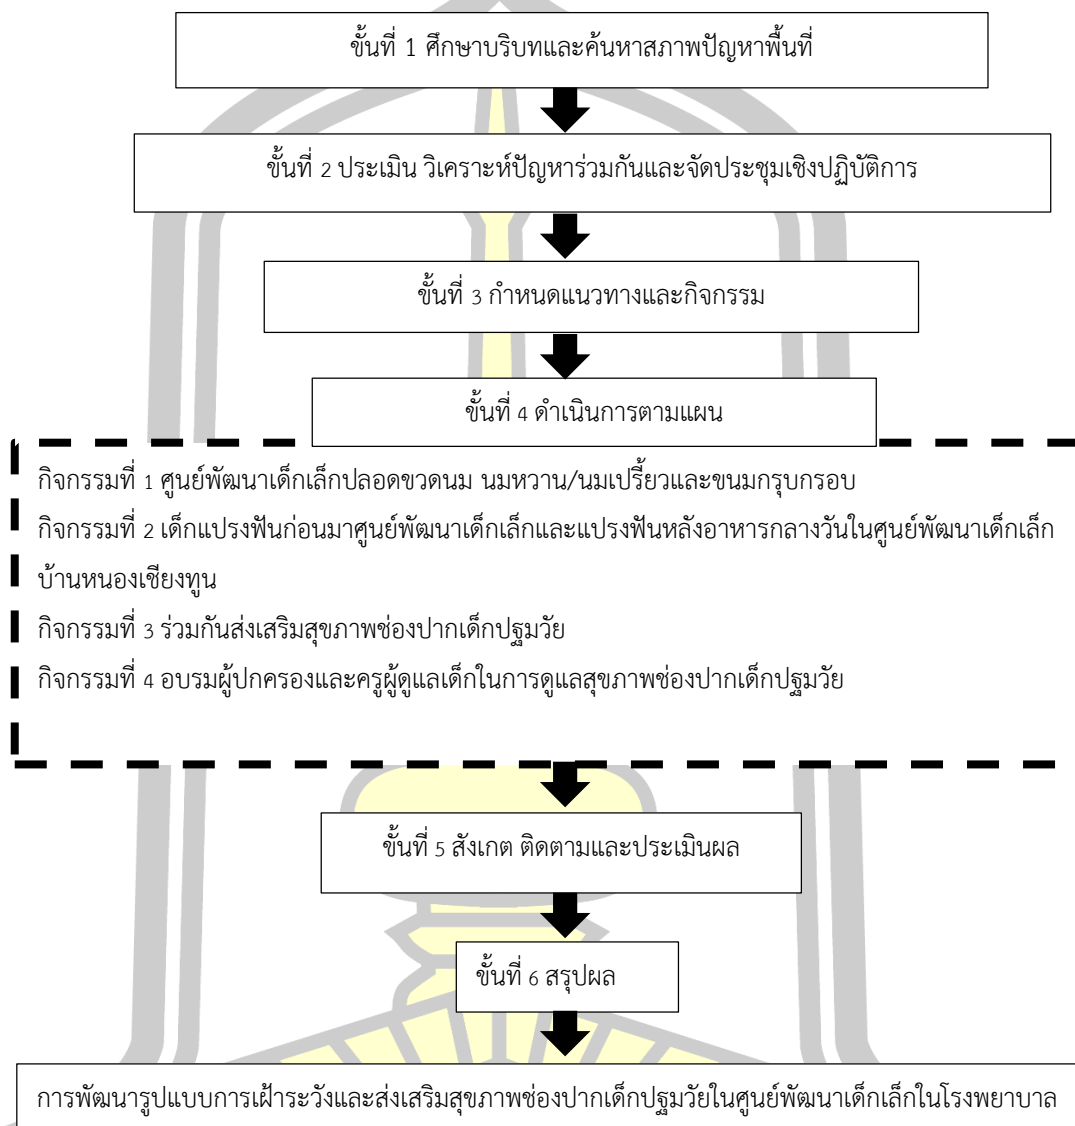 ขั้นที่ 1 ศึกษาบริบทและค้นหาสภาพปัญหาพื้นที่
ขั้นที่ 2 ประเมิน วิเคราะห์ปัญหาร่วมกันและจัดประชุมเชิงปฏิบัติการ
ขั้นที่ 3 กำหนดแนวทางและกิจกรรม
ขั้นที่ 4 ดำเนินการตามแผน
กิจกรรมที่ 1 ศูนย์พัฒนาเด็กเล็กปลอดขวดนม นมหวาน/นมเปรี้ยวและขนมกรุบกรอบ
กิจกรรมที่ 2 เด็กแปรงฟันก่อนมาศูนย์พัฒนาเด็กเล็กและแปรงฟันหลังอาหารกลางวันในศูนย์พัฒนาเด็กเล็ก
บ้านหนองเชียงทูน
กิจกรรมที่ 3 ร่วมกันส่งเสริมสุขภาพช่องปากเด็กปฐมวัย
กิจกรรมที่ 4 อบรมผู้ปกครองและครูผู้ดูแลเด็กในการดูแลสุขภาพช่องปากเด็กปฐมวัย
ขั้นที่ 5 สังเกต ติดตามและประเมินผล
ขั้นที่ 6 สรุปผล
การพัฒนารูปแบบการเฝ้าระวังและส่งเสริมสุขภาพช่องปากเด็กปฐมวัยในศูนย์พัฒนาเด็กเล็กในโรงพยาบาล